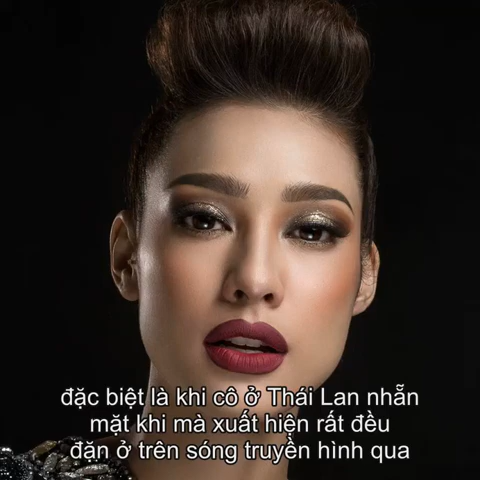 đặc biệt là khi cô ở Thái Lan nhẵn
mặt khi mà xuất hiện rất đều
đặn ở trên sóng truyền hình qua